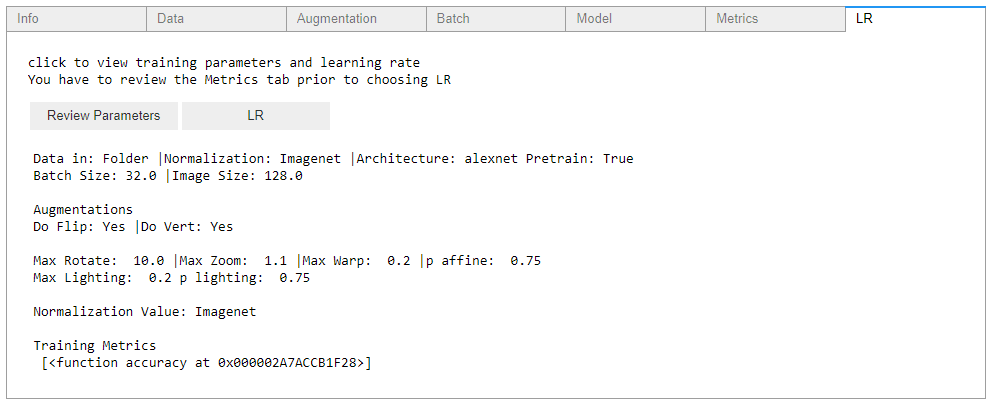 Info Data Augmentation Batch Model Metrics LR
click to view training parameters and learning rate
You have to review the Metrics tab prior to choosing LR
Review Parameters LR
Data in: Folder |Normalization: Imagenet |Architecture: alexnet Pretrain: True
Batch Size: 32.0 |Image Size: 128.0
Augmentations
Do Flip: Yes |Do Vert: Yes
Max Rotate:  10.0 |Max Zoom:  1.1 |Max Warp:  0.2 |p affine:  0.75
Max Lighting:  0.2 p lighting:  0.75
Normalization Value: Imagenet
Training Metrics
[<function accuracy at 0x000002A7ACCB1F28>]